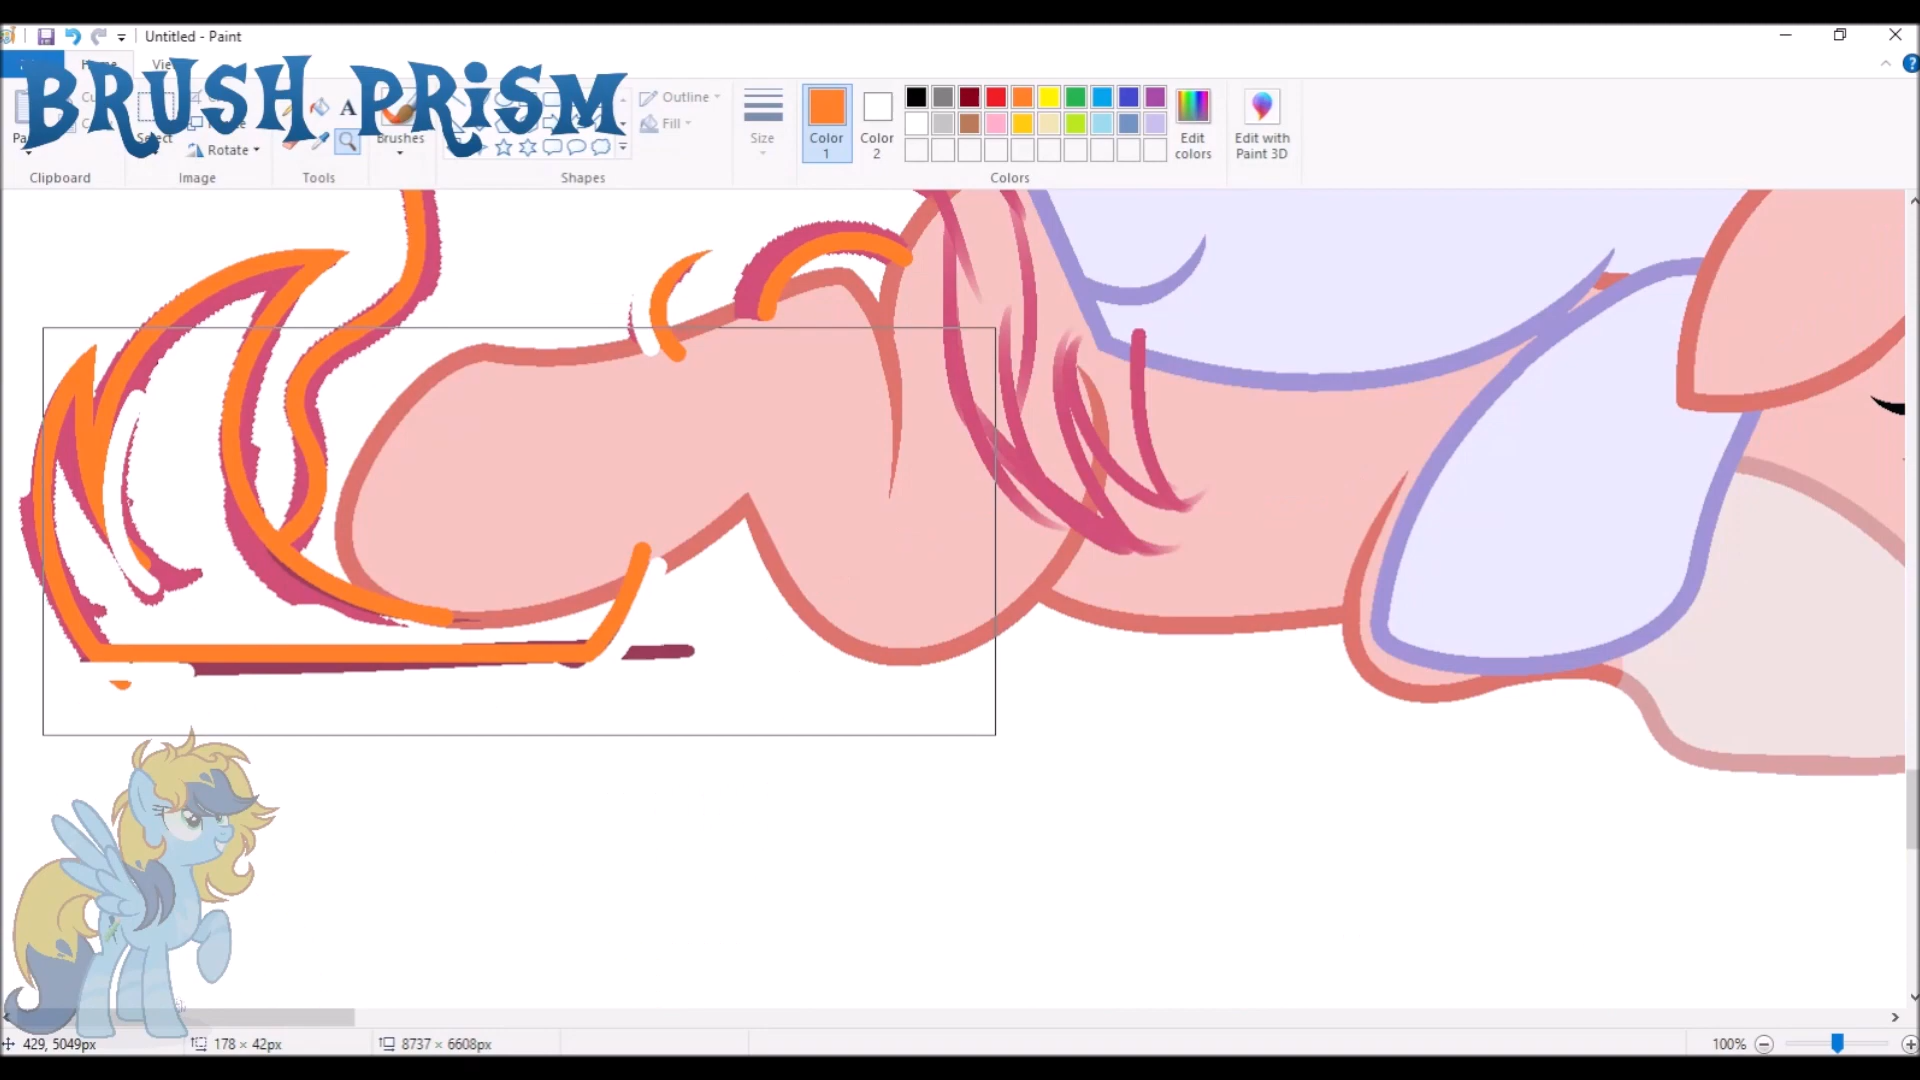 Untitled - Paint
BRUSH PRISM
Select
Rotate
A
Brushes
Outline
Fill
Size
Color 1
Color 2
Edit colors
Edit with Paint 3D
Clipboard
Image
Tools
Shapes
Colors
429, 5049px
178 × 42px
8737 × 6608px
100%